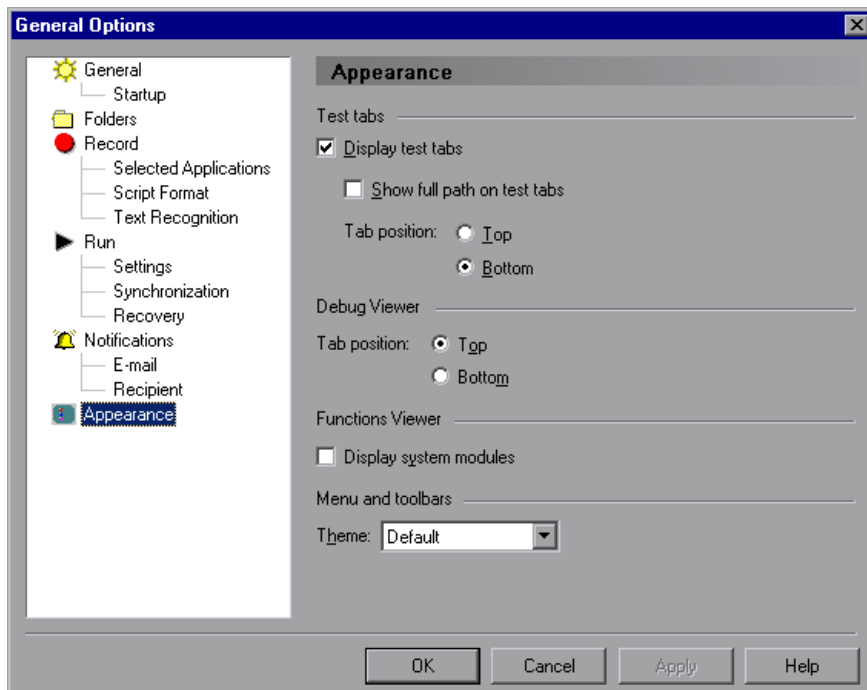 General Options
General
Startup
Folders
Record
Selected Applications
Script Format
Text Recognition
Run
Settings
Synchronization
Recovery
Notifications
E-mail
Recipient
Appearance
Appearance
Test tabs
Display test tabs
Show full path on test tabs
Tab position: Top
Bottom
Debug Viewer
Tab position: Top
Bottom
Functions Viewer
Display system modules
Menu and toolbars
Theme: Default
OK Cancel Apply Help